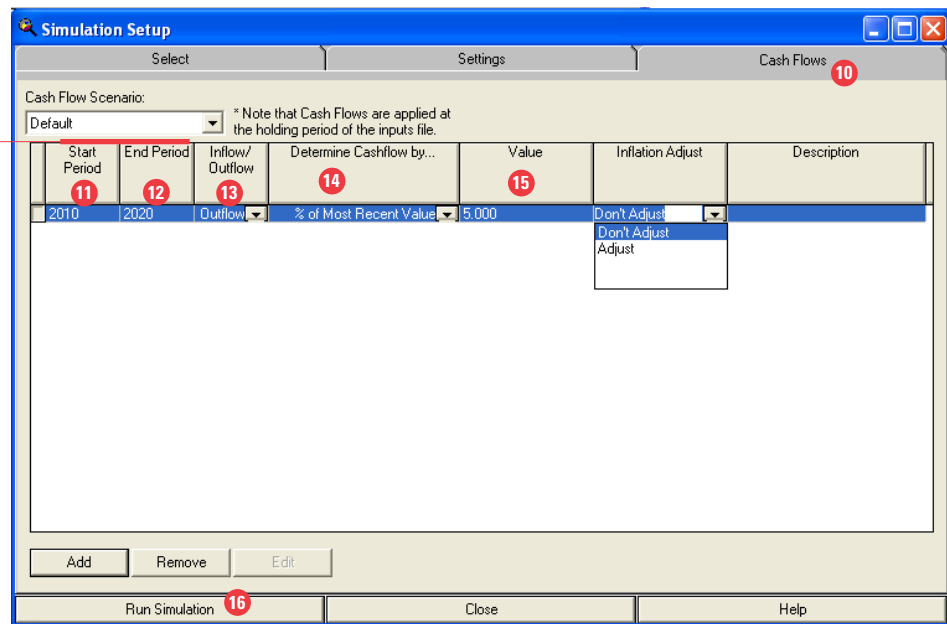 Simulation Setup
Select
Settings
Cash Flows
10
Cash Flow Scenario:
Default
* Note that Cash Flows are applied at
the holding period of the inputs file.
Start
Period
End Period
Inflow/
Outflow
Determine Cashflow by...
Value
Inflation Adjust
Description
11
12
13
14
15
2010
2020
Outflow
% of Most Recent Value
5.000
Don't Adjust
Don't Adjust
Adjust
Add
Remove
Edit
Run Simulation
16
Close
Help